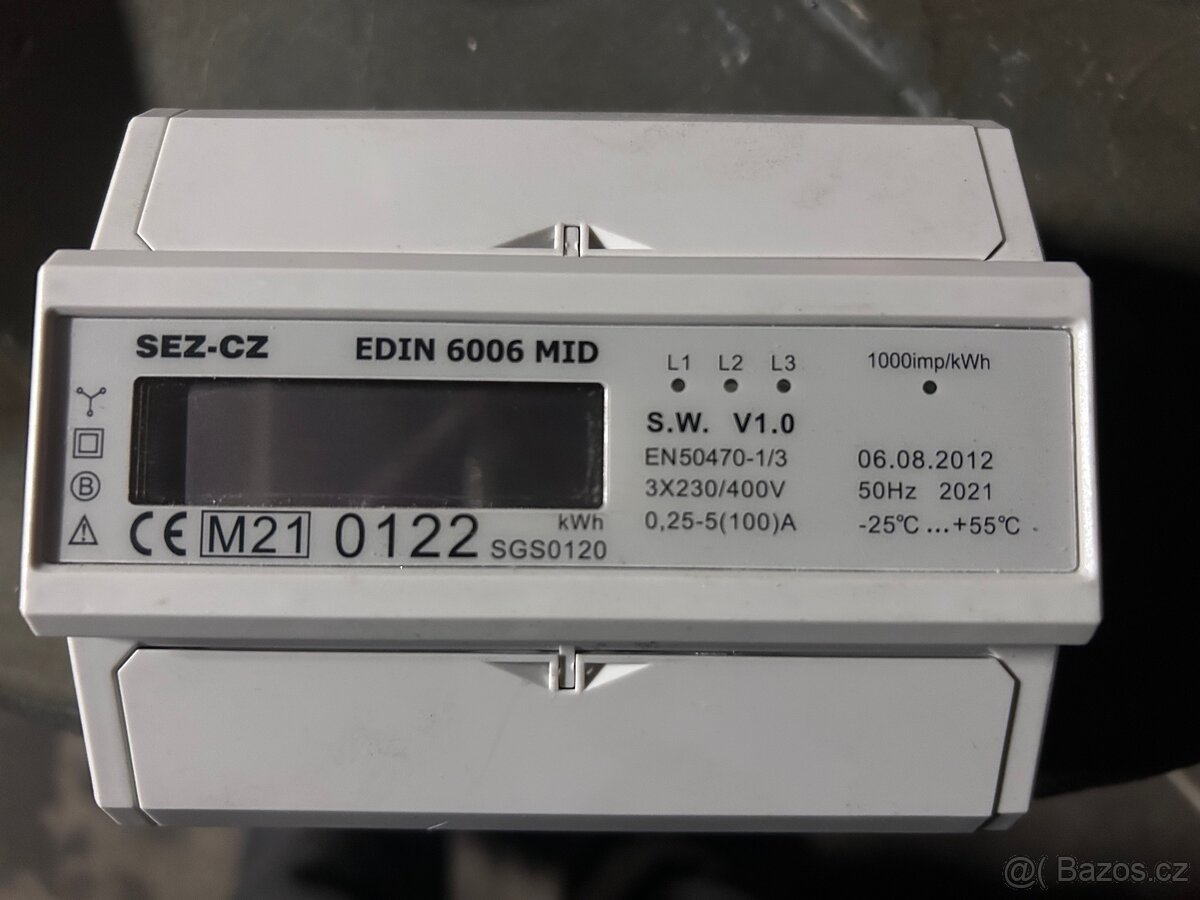 SEZ-CZ EDIN 6006 MID
L1 L2 L3 1000imp/kWh
S.W. V1.0
EN50470-1/3 06.08.2012
3X230/400V 50Hz 2021
0,25-5(100)A -25℃ ...+55℃
B
CE M21 0122 kWh
SGS0120
@( Bazos.cz